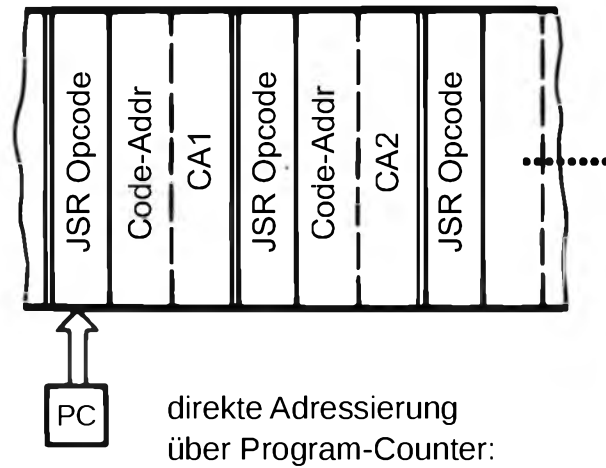 JSR Opcode
Code-Addr
CA1
JSR Opcode
Code-Addr
CA2
JSR Opcode
PC
direkte Adressierung
über Program-Counter: